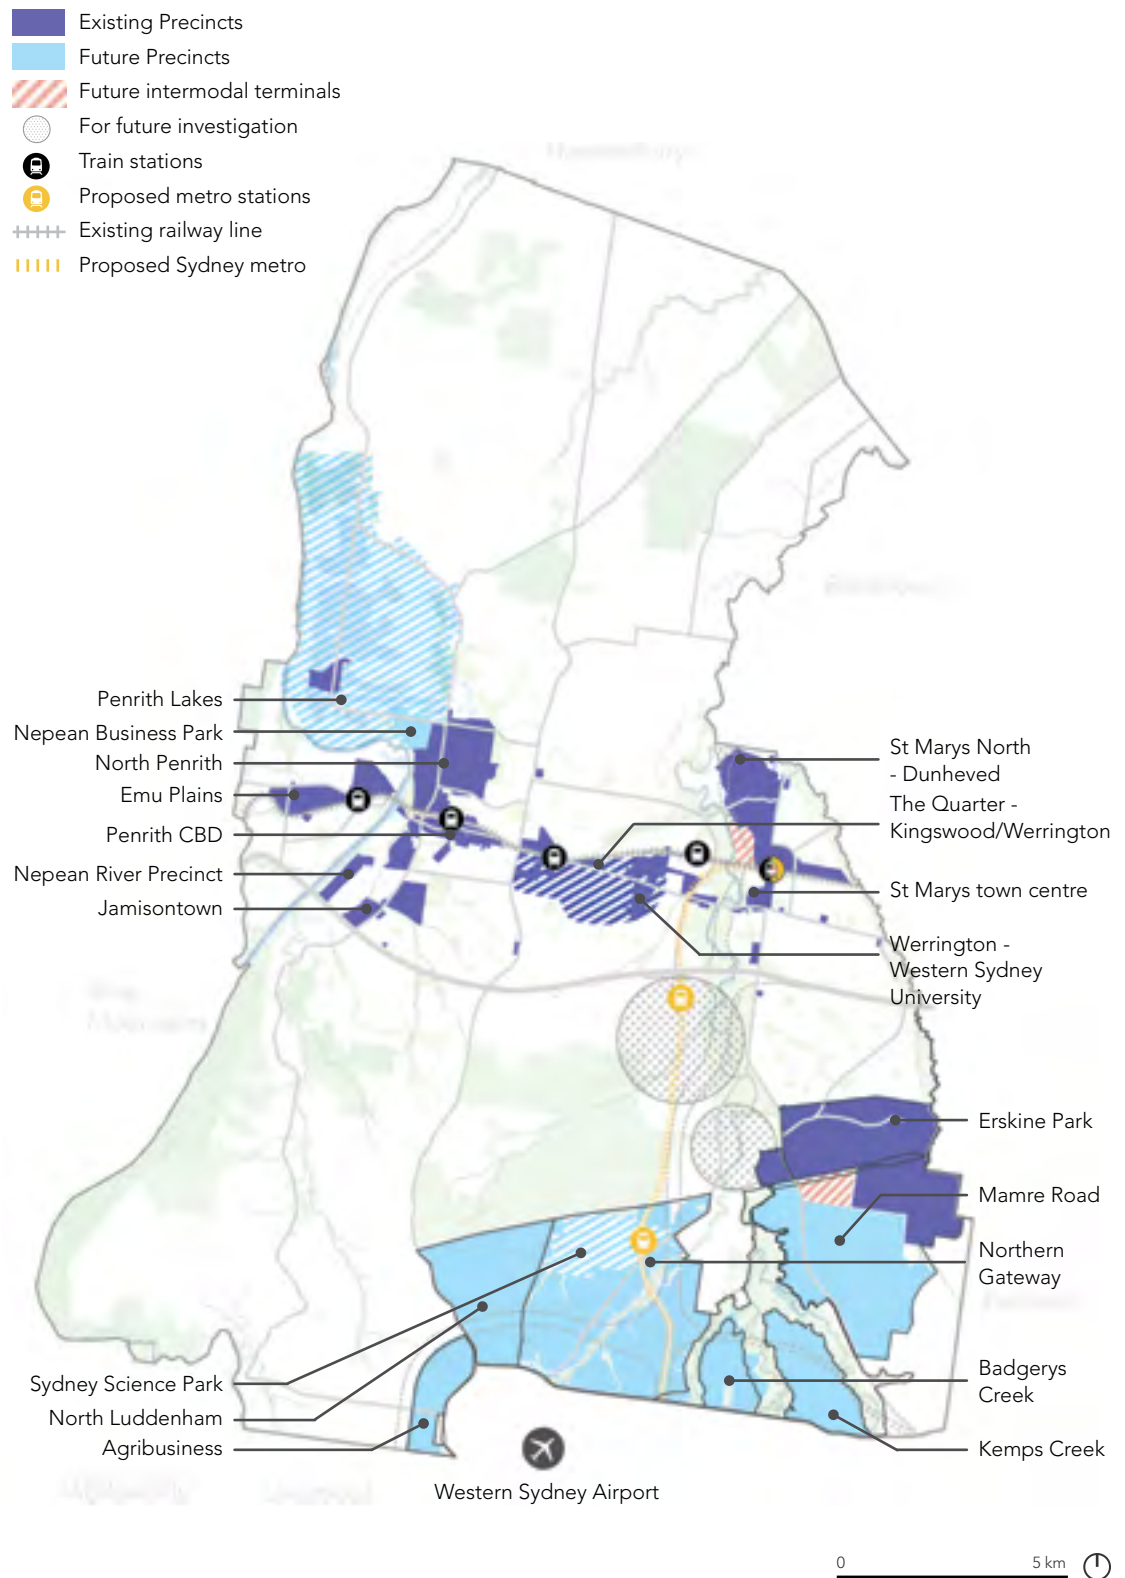 Existing Precincts
Future Precincts
Future intermodal terminals
For future investigation
Train stations
Proposed metro stations
Existing railway line
Proposed Sydney metro
Penrith Lakes
Nepean Business Park
North Penrith
Emu Plains
Penrith CBD
Nepean River Precinct
Jamisontown
St Marys North
- Dunheved
The Quarter -
Kingswood/Werrington
St Marys town centre
Werrington -
Western Sydney
University
Erskine Park
Mamre Road
Northern
Gateway
Badgerys
Creek
Kemps Creek
Sydney Science Park
North Luddenham
Agribusiness
Western Sydney Airport
0 5 km